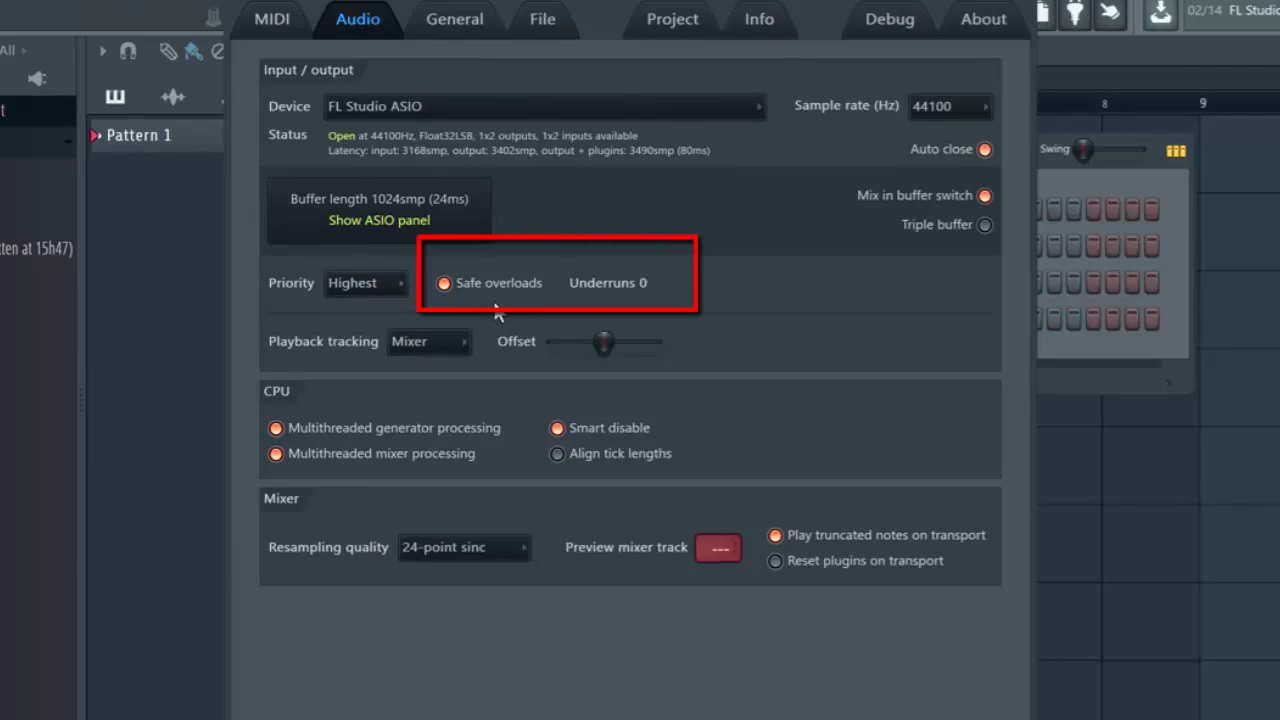 MIDI Audio General File Project Info Debug About
02/14 FL Studio
All
Input / output
Device FL Studio ASIO Sample rate (Hz) 44100
Status Open at 44100Hz, Float32LSB, 1x2 outputs, 1x2 inputs available
Latency: input: 3168smp, output: 3402smp, output + plugins: 3490smp (80ms)
Auto close
Pattern 1
8 9
Swing
Buffer length 1024smp (24ms)
Show ASIO panel
Mix in buffer switch
Triple buffer
tten at 15h47)
Priority Highest Safe overloads Underruns 0
Playback tracking Mixer Offset
CPU
Multithreaded generator processing Smart disable
Multithreaded mixer processing Align tick lengths
Mixer
Resampling quality 24-point sinc Preview mixer track ---
Play truncated notes on transport
Reset plugins on transport